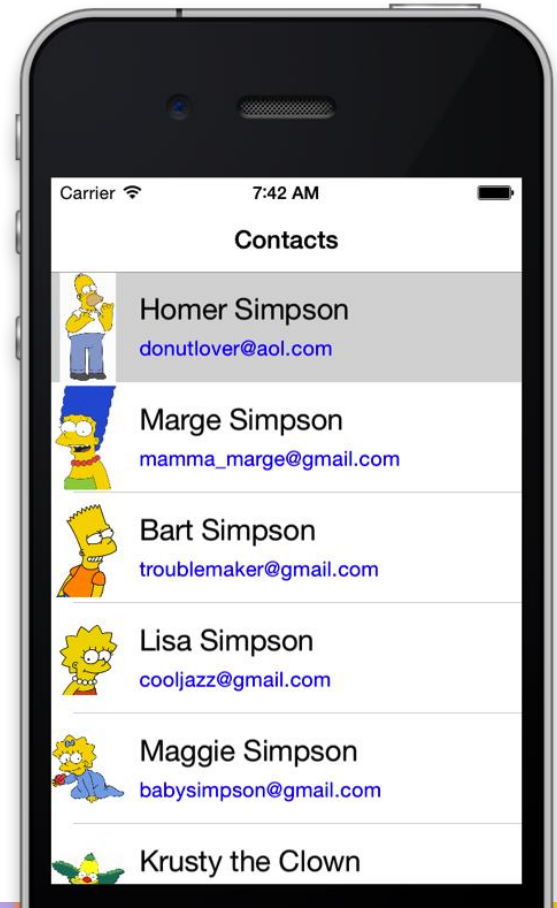 Carrier 7:42 AM
Contacts
Homer Simpson
donutlover@aol.com
Marge Simpson
mamma_marge@gmail.com
Bart Simpson
troublemaker@gmail.com
Lisa Simpson
cooljazz@gmail.com
Maggie Simpson
babysimpson@gmail.com
Krusty the Clown